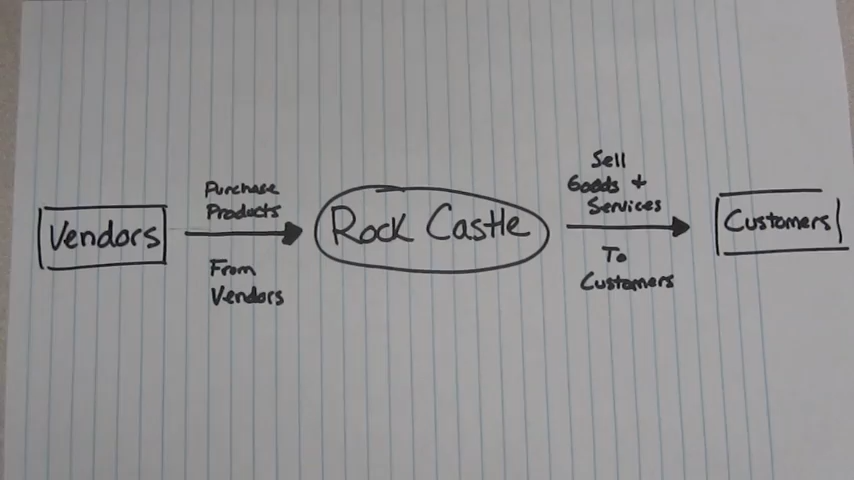 Vendors
Purchase
Products
From
Vendors
Rock Castle
Sell
Goods +
Services
To
Customers
Customers